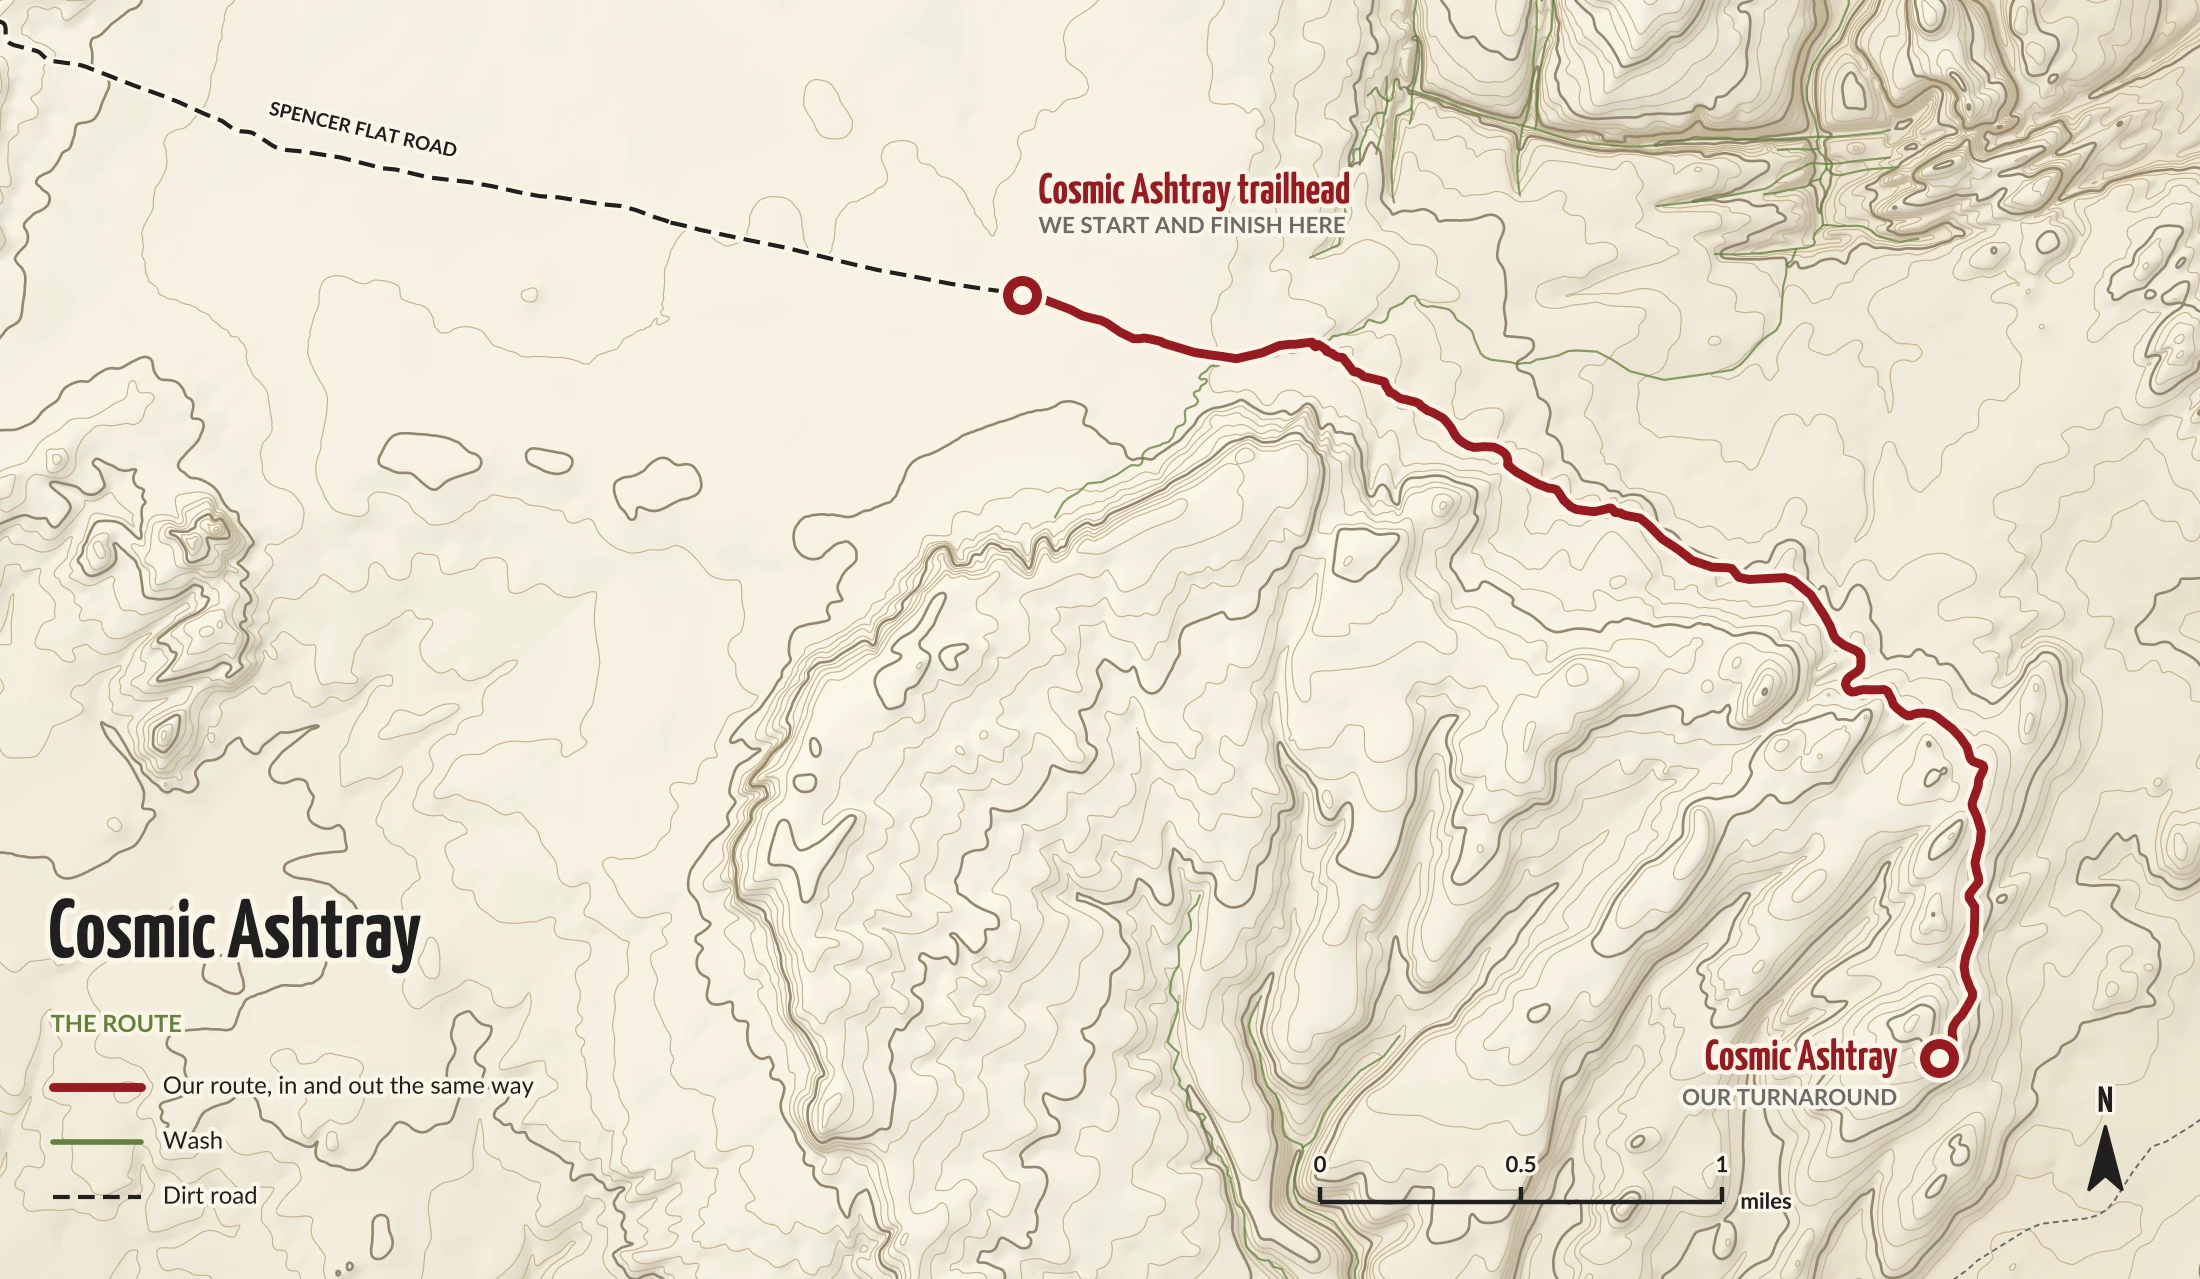 SPENCER FLAT ROAD
Cosmic Ashtray trailhead
WE START AND FINISH HERE
Cosmic Ashtray
THE ROUTE
Our route, in and out the same way
Wash
Dirt road
Cosmic Ashtray
OUR TURNAROUND
N
0 0.5 1
miles